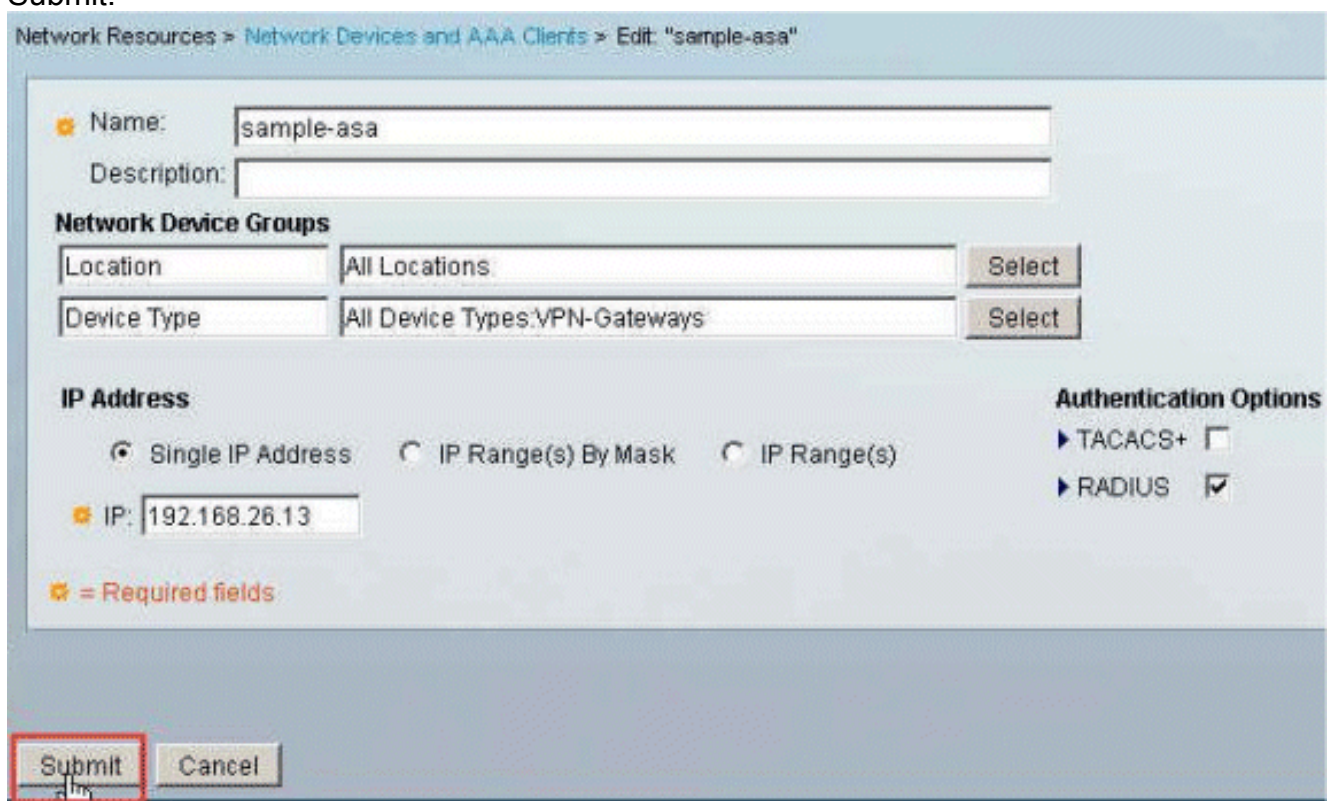 Submit.
Network Resources > Network Devices and AAA Clients > Edit: "sample-asa"
Name: sample-asa
Description:
Network Device Groups
Location All Locations Select
Device Type All Device Types:VPN-Gateways Select
IP Address Authentication Options
Single IP Address IP Range(s) By Mask IP Range(s) TACACS+
RADIUS
IP: 192.168.26.13
= Required fields
Submit Cancel